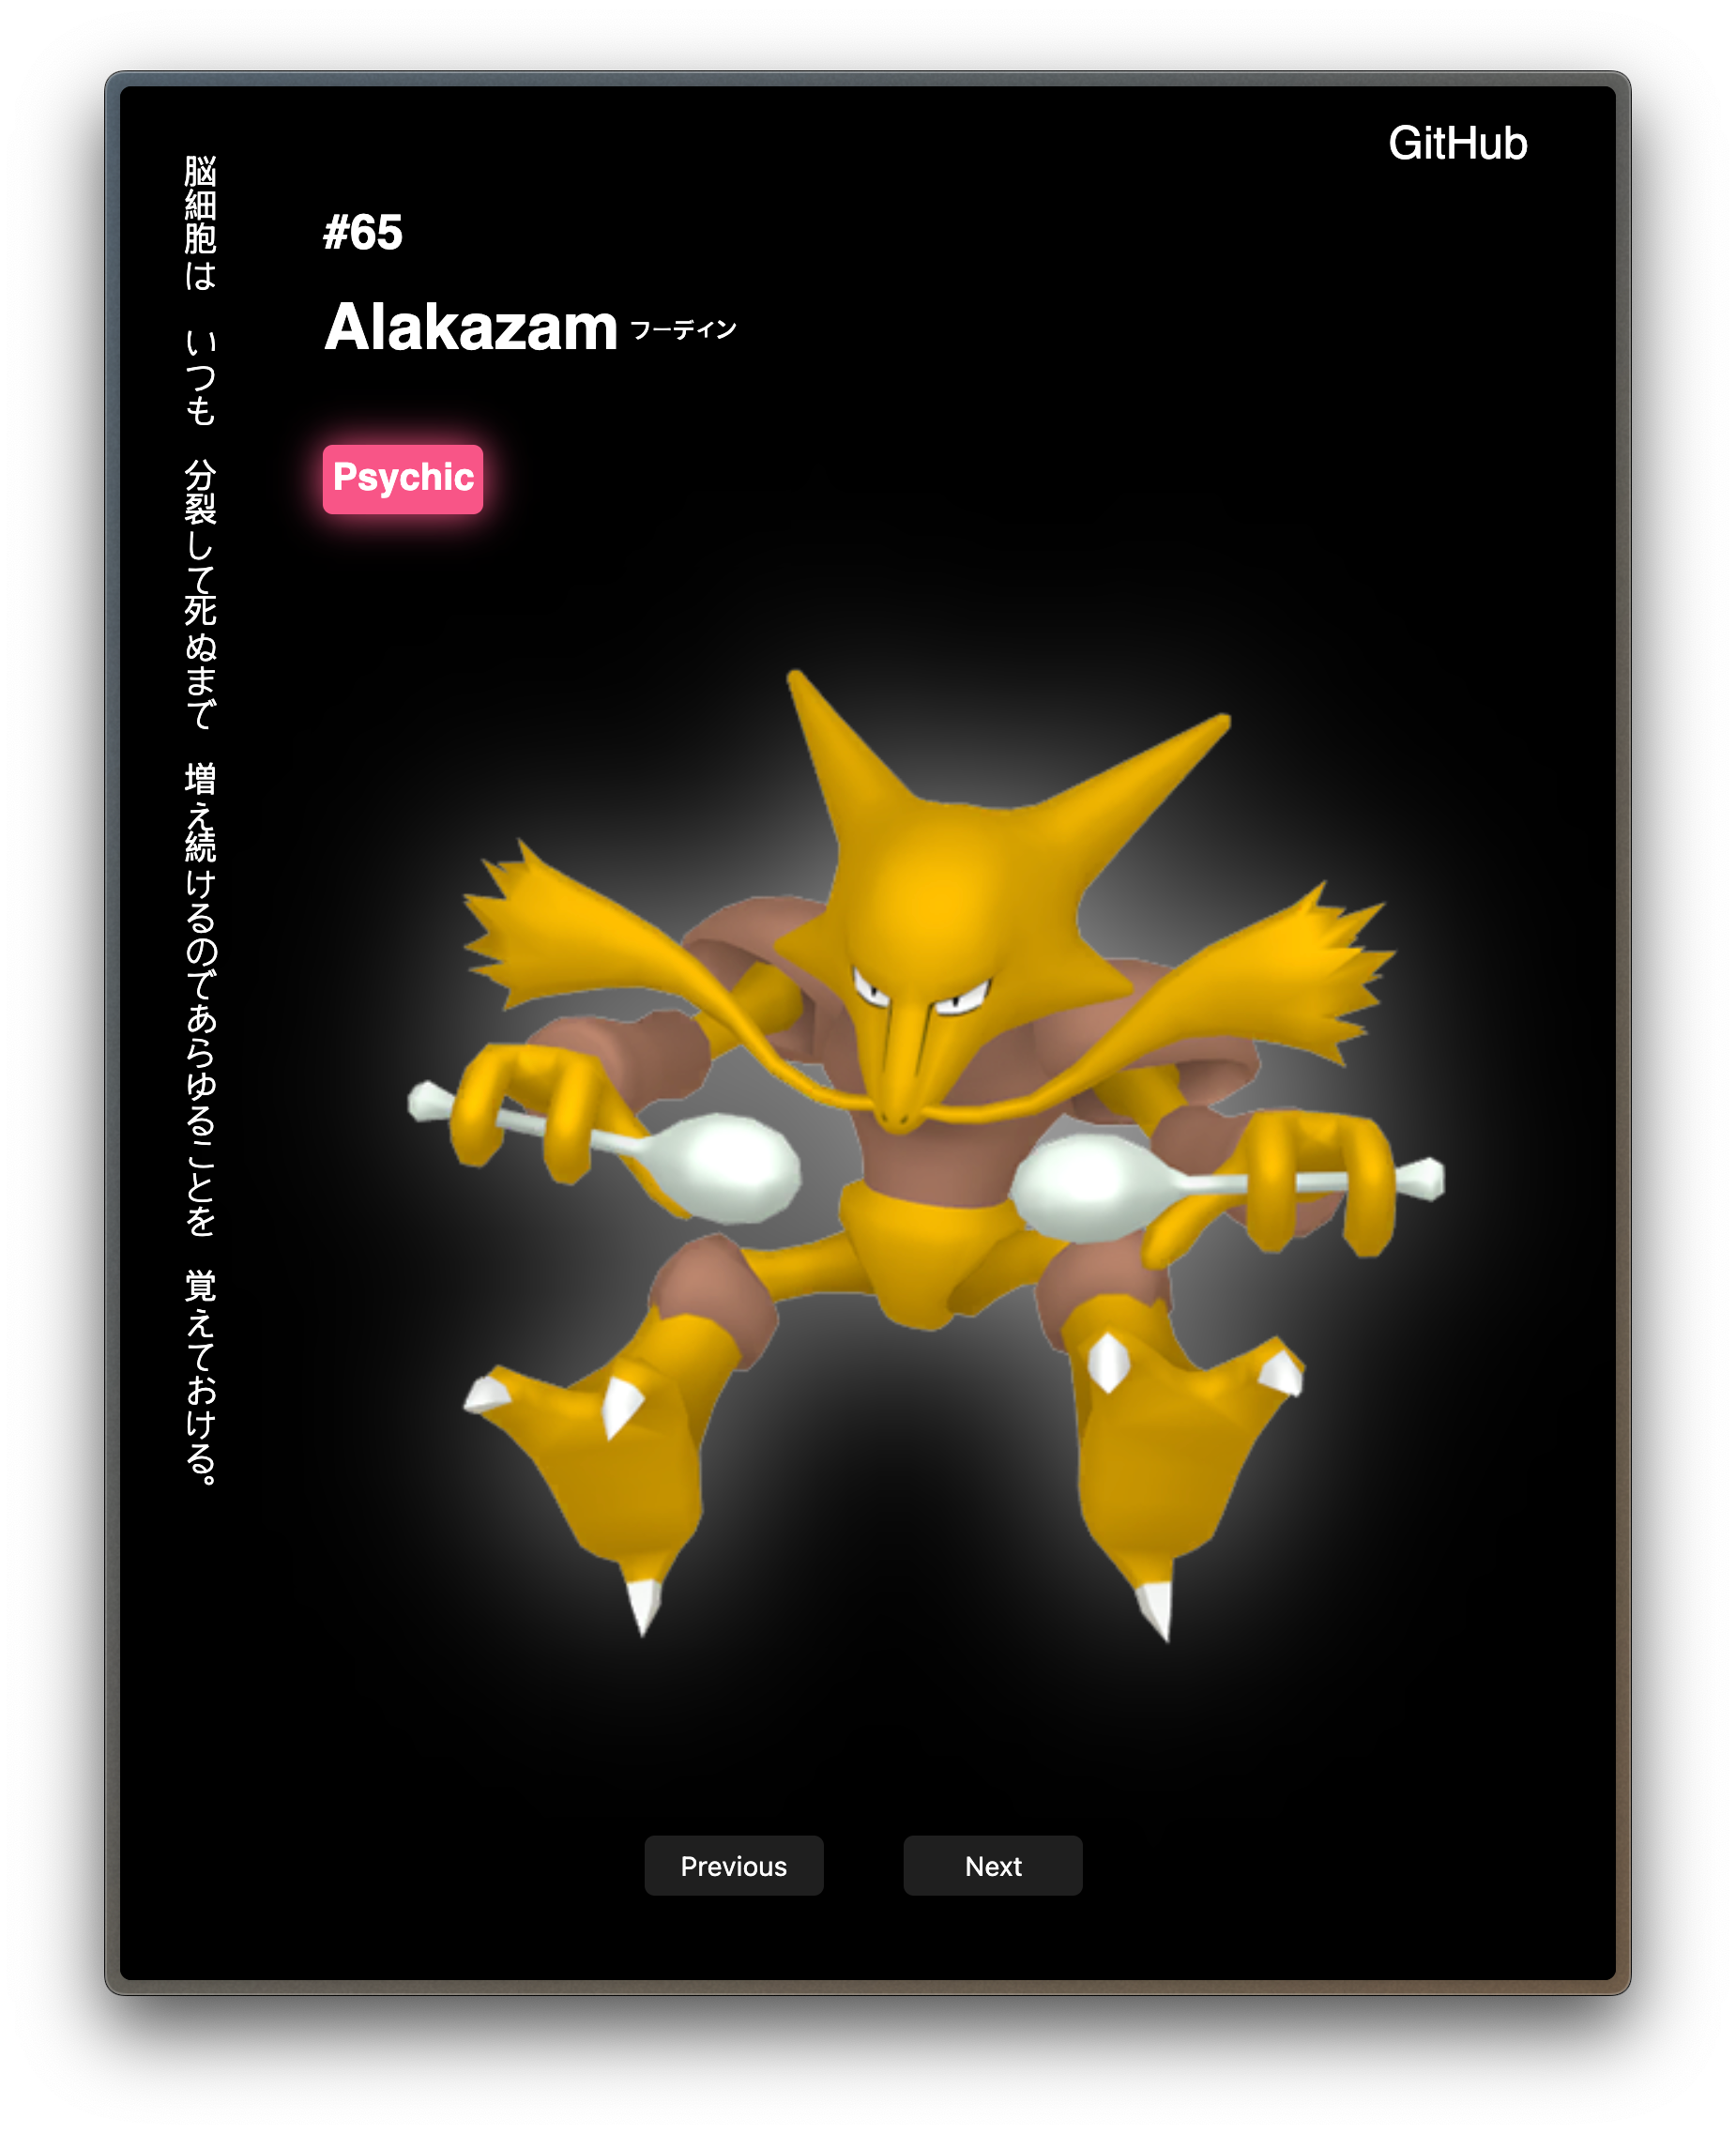 GitHub
#65
Alakazam フーディン
Psychic
脳細胞は　いつも　分裂して死ぬまで　増え続けるのであらゆることを　覚えておける。
Previous
Next